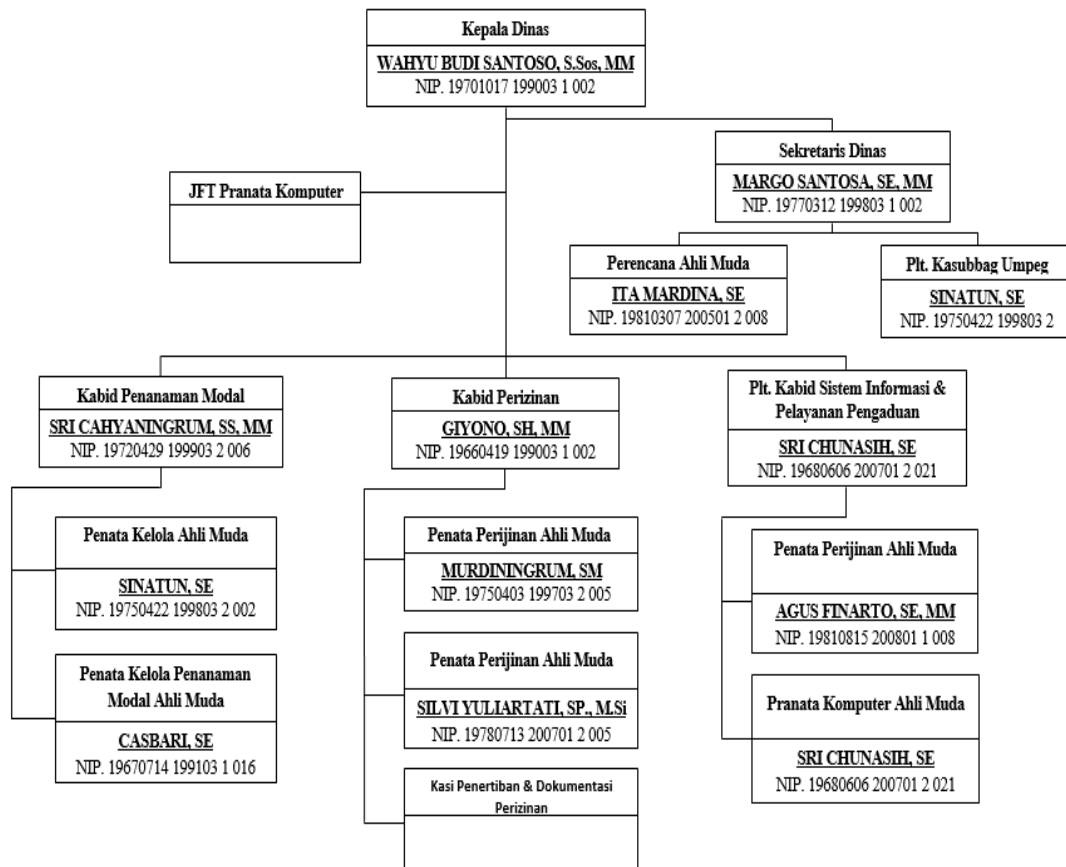 Kepala Dinas
WAHYU BUDI SANTOSO, S.Sos, MM
NIP. 19701017 199003 1 002
Sekretaris Dinas
MARGO SANTOSA, SE, MM
NIP. 19770312 199803 1 002
JFT Pranata Komputer
Perencana Ahli Muda
ITA MARDINA, SE
NIP. 19810307 200501 2 008
Plt. Kasubbag Umpeg
SINATUN, SE
NIP. 19750422 199803 2
Kabid Penanaman Modal
SRI CAHYANINGRUM, SS, MM
NIP. 19720429 199903 2 006
Kabid Perizinan
GIYONO, SH, MM
NIP. 19660419 199003 1 002
Plt. Kabid Sistem Informasi &
Pelayanan Pengaduan
SRI CHUNASIH, SE
NIP. 19680606 200701 2 021
Penata Kelola Ahli Muda
SINATUN, SE
NIP. 19750422 199803 2 002
Penata Kelola Penanaman
Modal Ahli Muda
CASBARI, SE
NIP. 19670714 199103 1 016
Penata Perijinan Ahli Muda
MURDININGRUM, SM
NIP. 19750403 199703 2 005
Penata Perijinan Ahli Muda
SILVI YULIARTATI, SP., M.Si
NIP. 19780713 200701 2 005
Kasi Penertiban & Dokumentasi
Perizinan
Penata Perijinan Ahli Muda
AGUS FINARTO, SE, MM
NIP. 19810815 200801 1 008
Pranata Komputer Ahli Muda
SRI CHUNASIH, SE
NIP. 19680606 200701 2 021